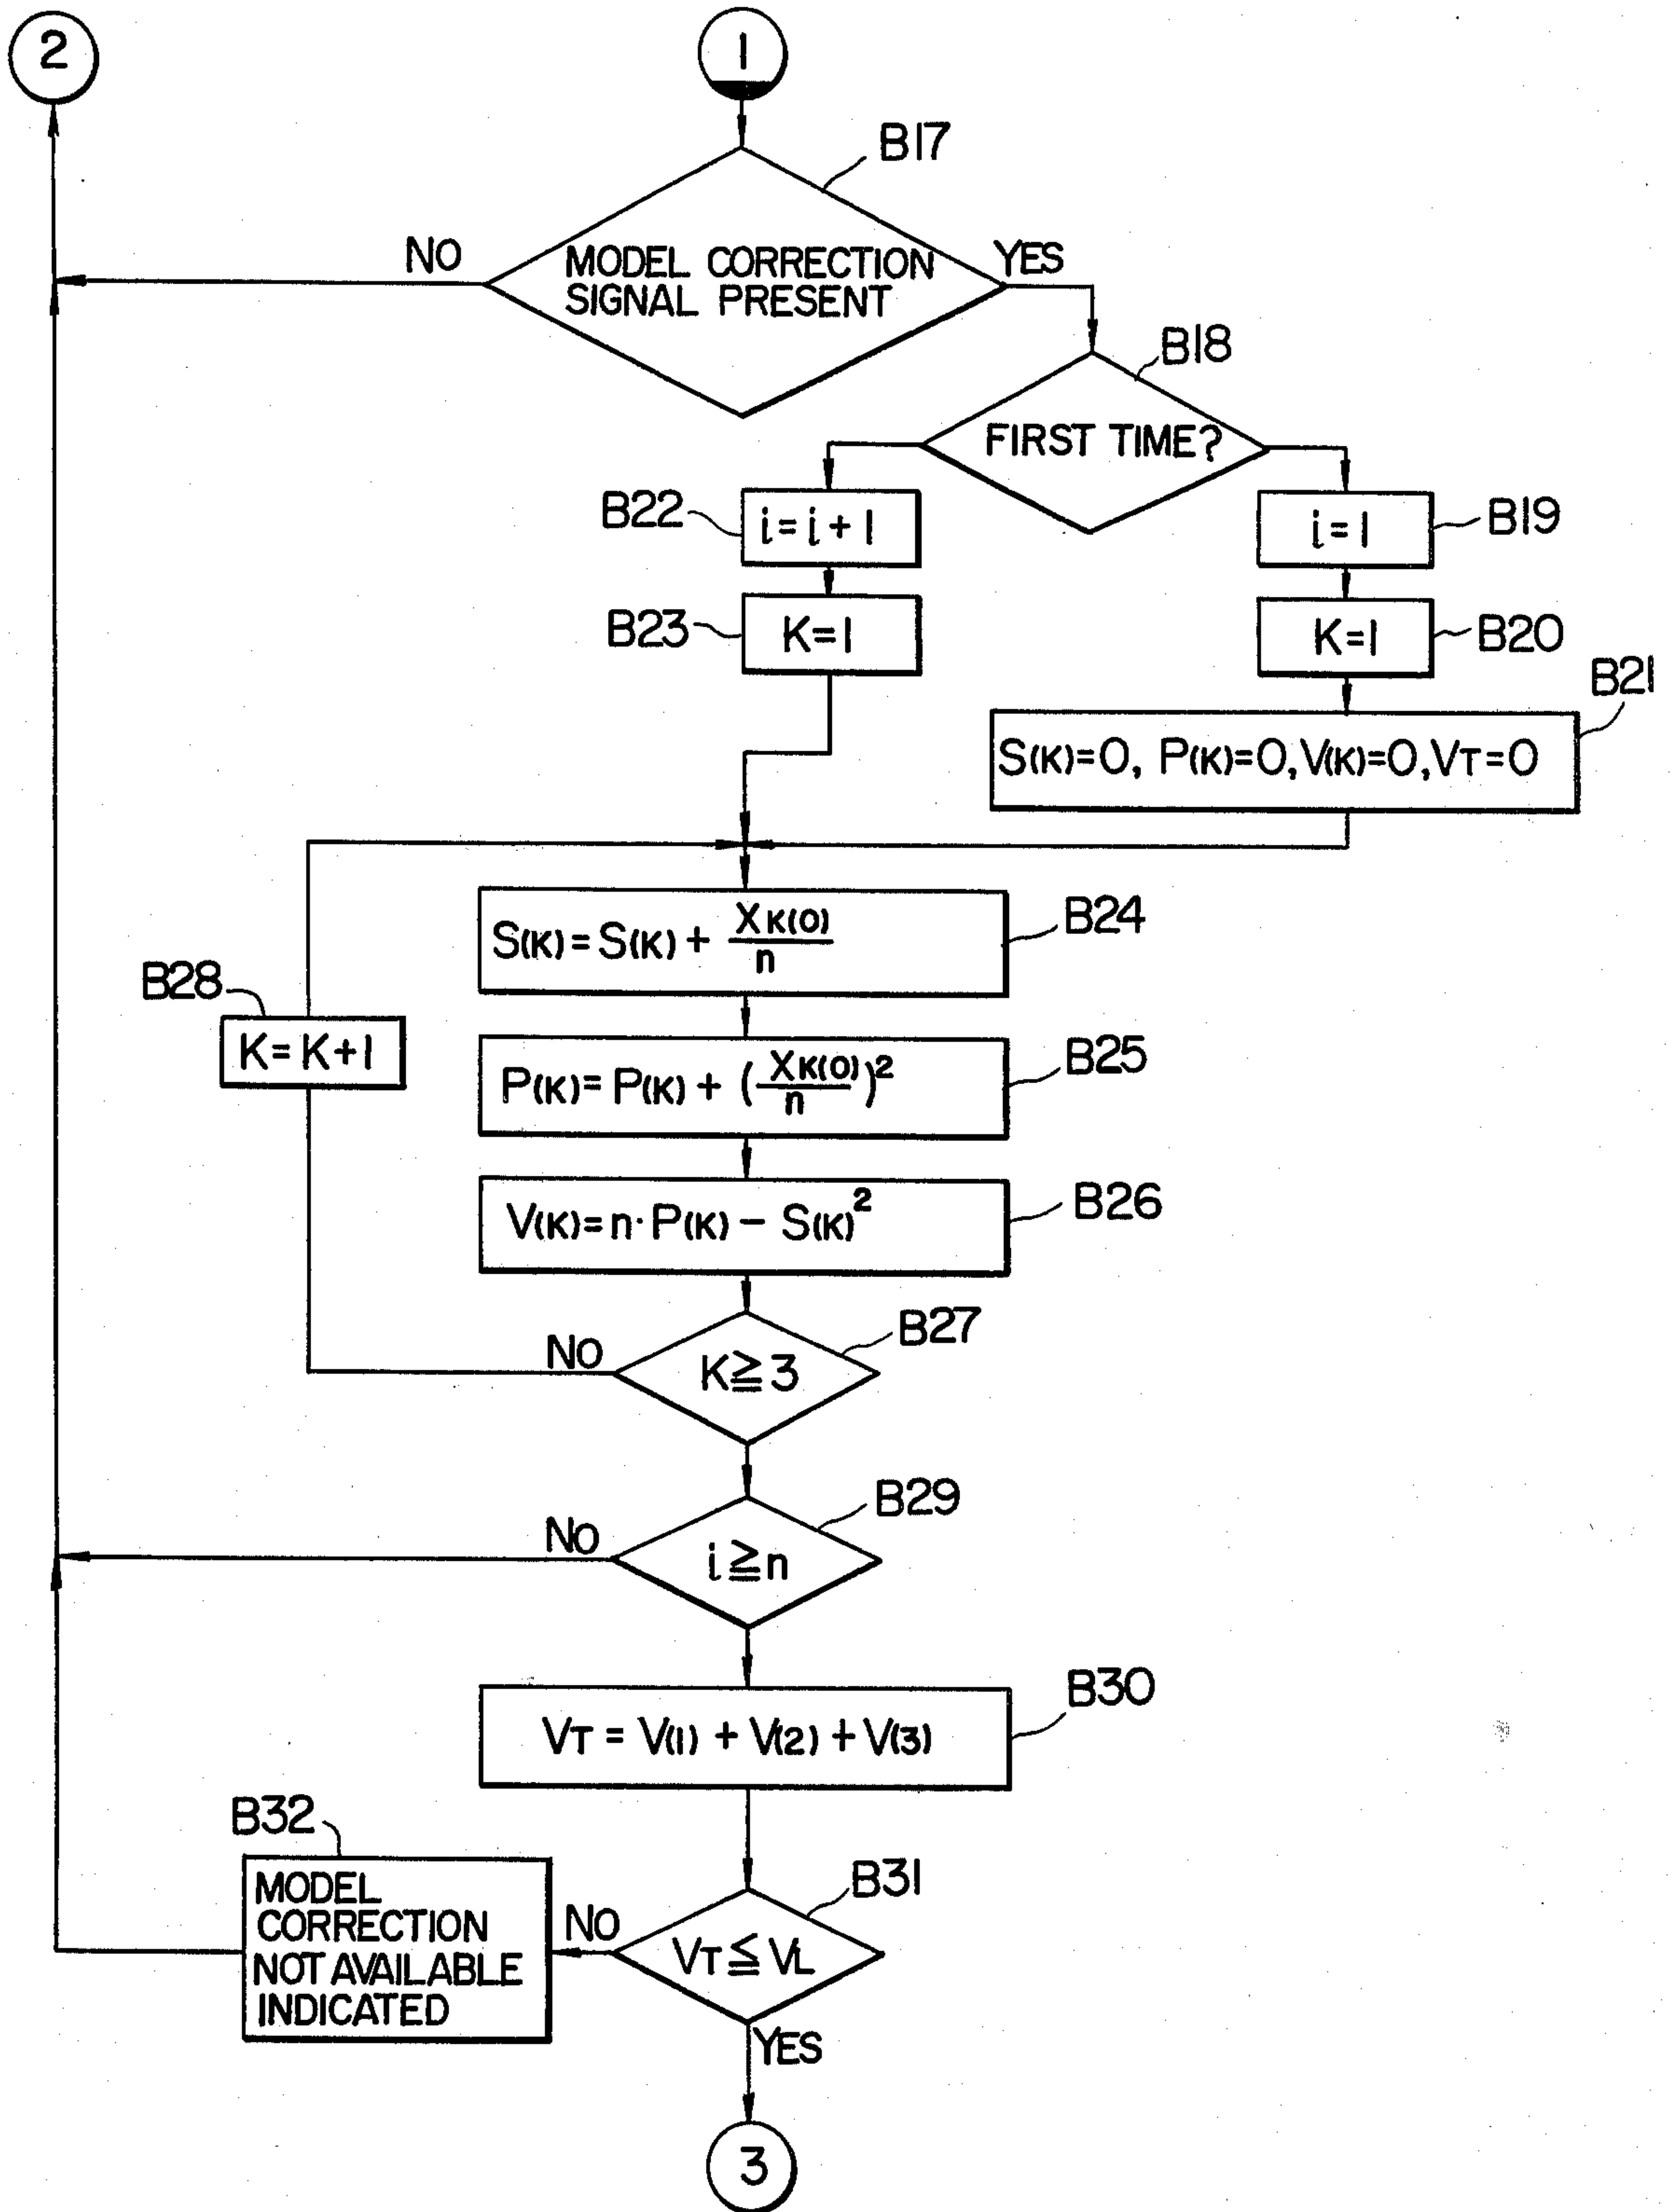 2
1
B17
NO
MODEL CORRECTION
SIGNAL PRESENT
YES
B18
FIRST TIME?
B22
i=i+1
B19
i=1
B23
K=1
B20
K=1
B21
S(K)=0, P(K)=0,V(K)=0,VT=0
B24
S(K)=S(K)+ XK(0)/n
B28
K=K+1
B25
P(K)=P(K)+(XK(0)/n)²
B26
V(K)=n·P(K)-S(K)²
B27
NO
K≧3
B29
NO
i≧n
B30
VT=V(1)+V(2)+V(3)
B32
MODEL
CORRECTION
NOT AVAILABLE
INDICATED
B31
NO
VT≦VL
YES
3